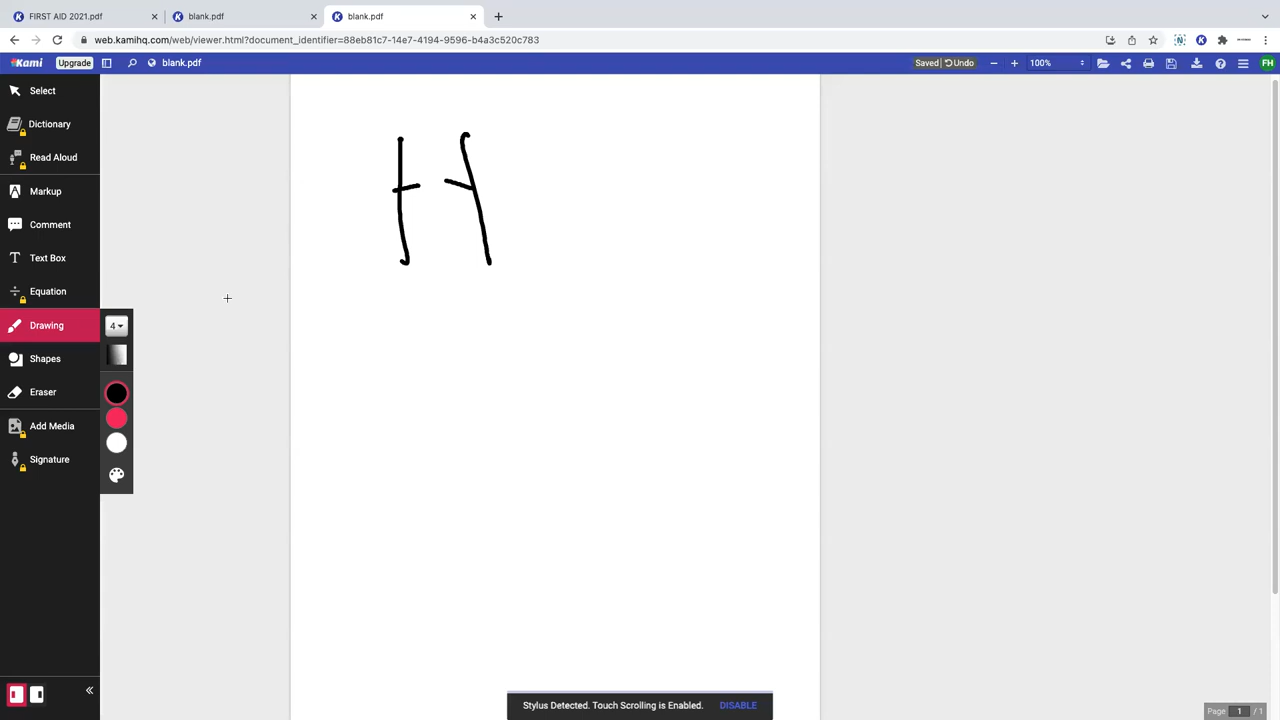 FIRST AID 2021.pdf blank.pdf blank.pdf
web.kamihq.com/web/viewer.html?document_identifier=88eb81c7-14e7-4194-9596-b4a3c520c783
Kami Upgrade blank.pdf Saved Undo 100% FH
Select
Dictionary
Read Aloud
Markup
Comment
Text Box
Equation
Drawing 4
Shapes
Eraser
Add Media
Signature
Stylus Detected. Touch Scrolling is Enabled. DISABLE
Page 1 / 1